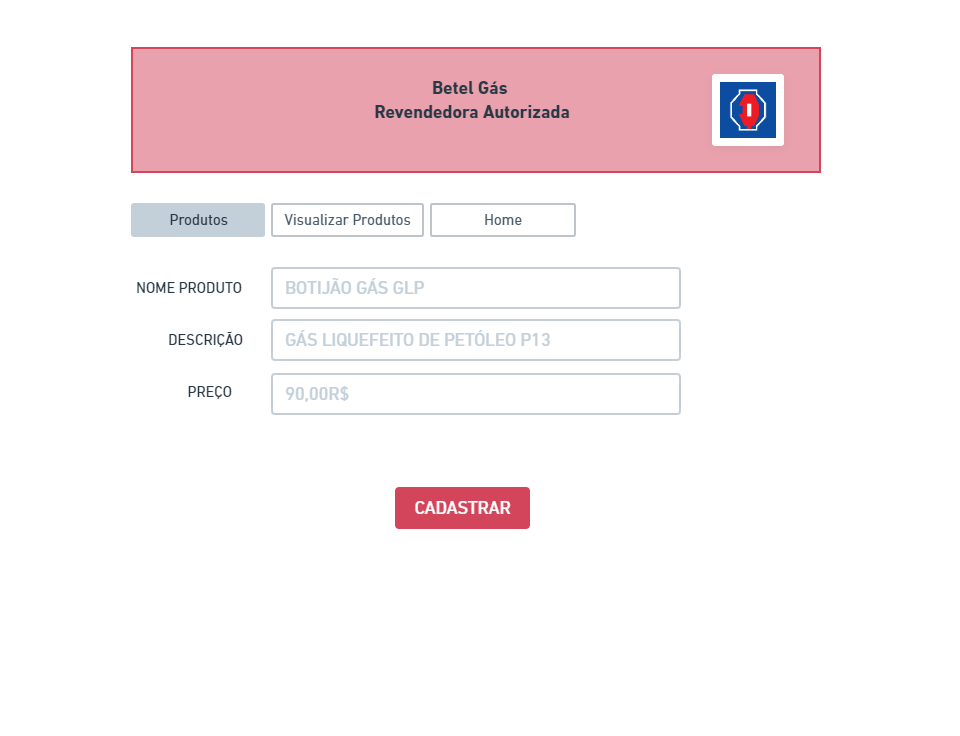 Betel Gás
Revendedora Autorizada
Produtos
Visualizar Produtos
Home
NOME PRODUTO
BOTIJÃO GÁS GLP
DESCRIÇÃO
GÁS LIQUEFEITO DE PETÓLEO P13
PREÇO
90,00R$
CADASTRAR